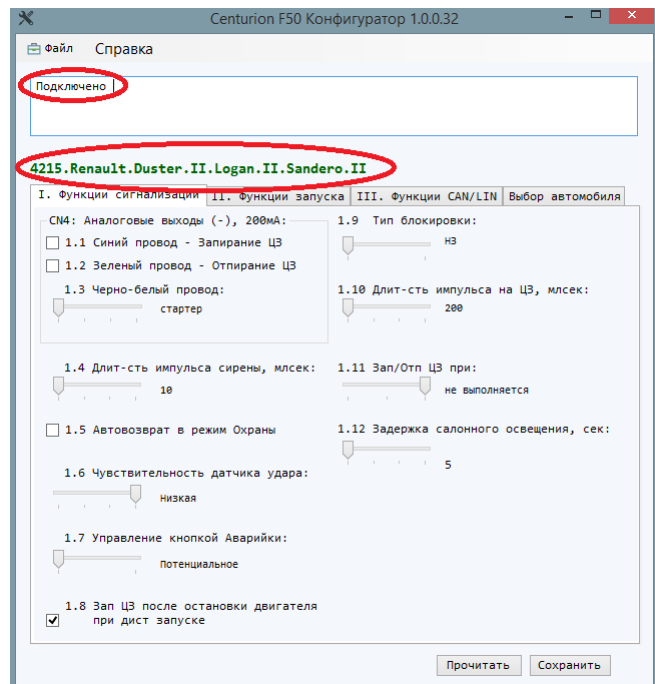 Centurion F50 Конфигуратор 1.0.0.32
Файл Справка
Подключено
4215.Renault.Duster.II.Logan.II.Sandero.II
I. Функции сигнализации II. Функции запуска III. Функции CAN/LIN Выбор автомобиля
CN4: Аналоговые выходы (-), 200мА:
1.1 Синий провод - Запирание ЦЗ
1.2 Зеленый провод - Отпирание ЦЗ
1.3 Черно-белый провод:
стартер
1.4 Длит-сть импульса сирены, млсек:
10
1.5 Автовозврат в режим Охраны
1.6 Чувствительность датчика удара:
Низкая
1.7 Управление кнопкой Аварийки:
Потенциальное
1.8 Зап ЦЗ после остановки двигателя
при дист запуске
1.9 Тип блокировки:
НЗ
1.10 Длит-сть импульса на ЦЗ, млсек:
200
1.11 Зап/Отп ЦЗ при:
не выполняется
1.12 Задержка салонного освещения, сек:
5
Прочитать Сохранить